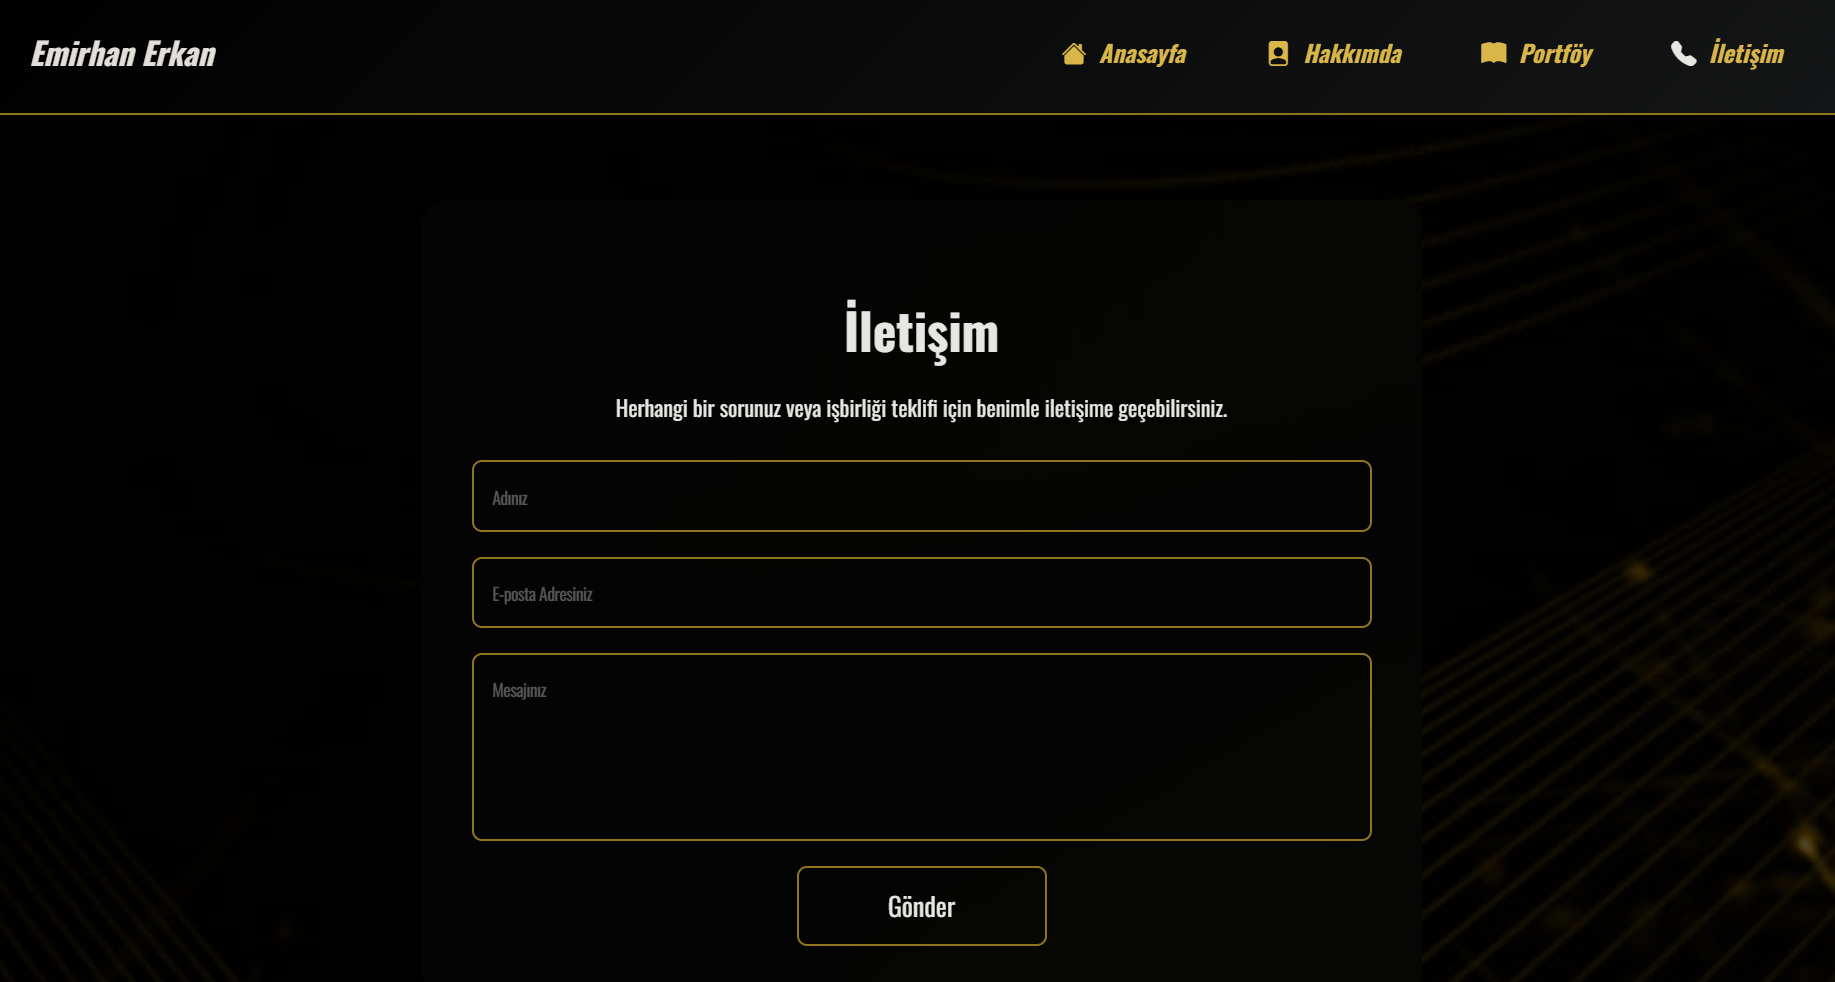 Emirhan Erkan
Anasayfa Hakkımda Portföy İletişim
İletişim
Herhangi bir sorunuz veya işbirliği teklifi için benimle iletişime geçebilirsiniz.
Adınız
E-posta Adresiniz
Mesajınız
Gönder